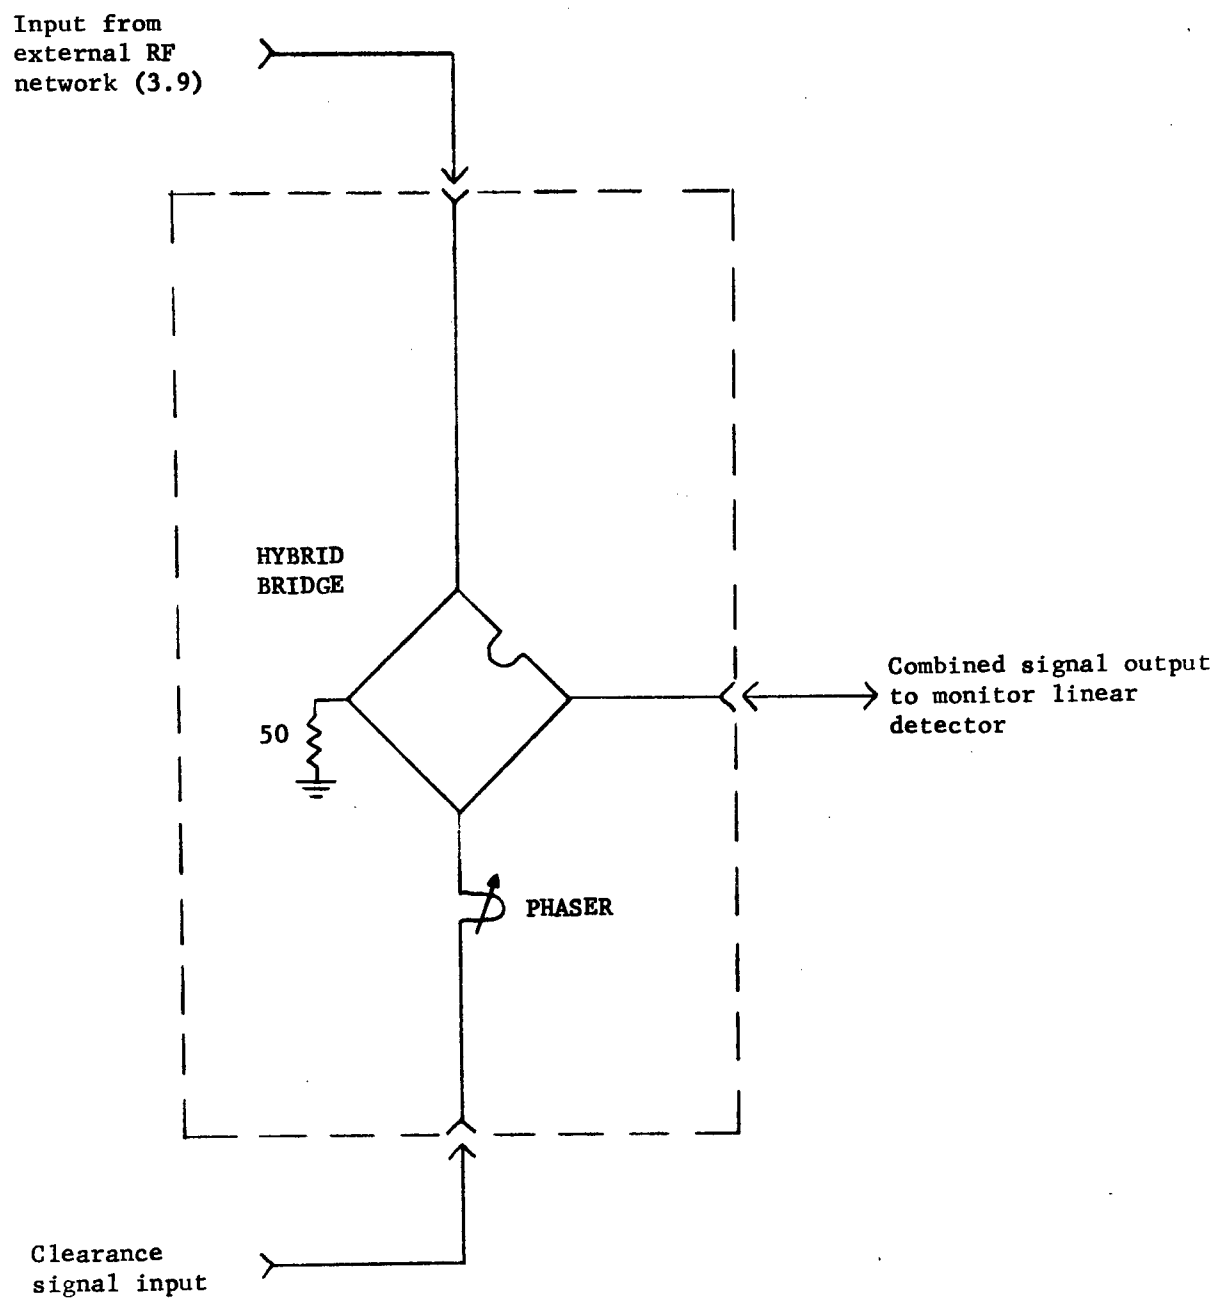 Input from
external RF
network (3.9)
HYBRID
BRIDGE
Combined signal output
to monitor linear
detector
50
PHASER
Clearance
signal input